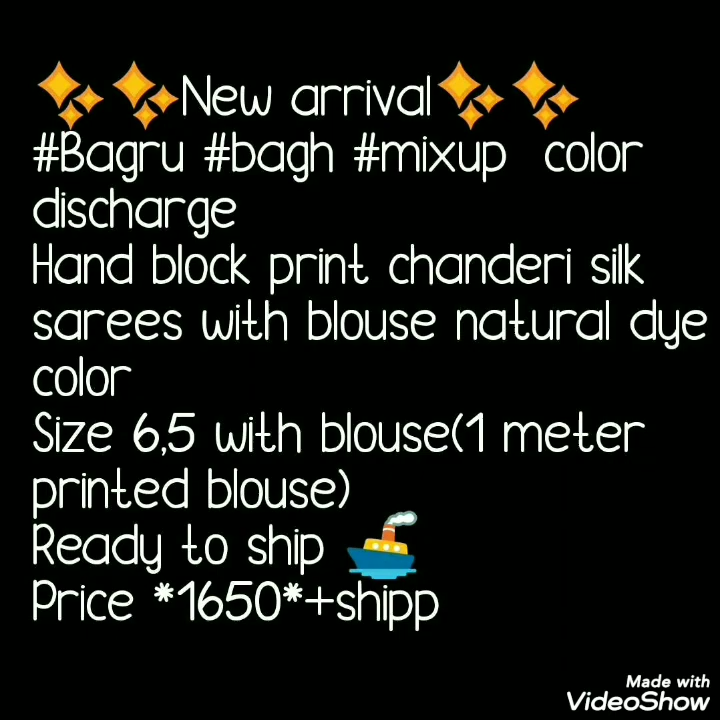 ✨✨New arrival✨✨
#Bagru #bagh #mixup color
discharge
Hand block print chanderi silk
sarees with blouse natural dye
color
Size 6,5 with blouse(1 meter
printed blouse)
Ready to ship 🚢
Price *1650*+shipp
Made with
VideoShow